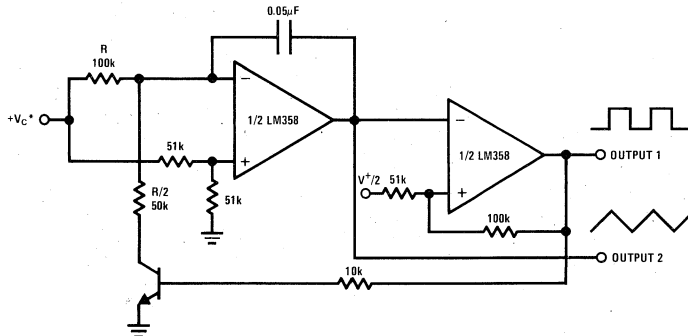 0.05μF
R
100k
+VC*
−
1/2 LM358
+
51k
51k
R/2
50k
−
1/2 LM358
+
V+/2
51k
100k
OUTPUT 1
OUTPUT 2
10k